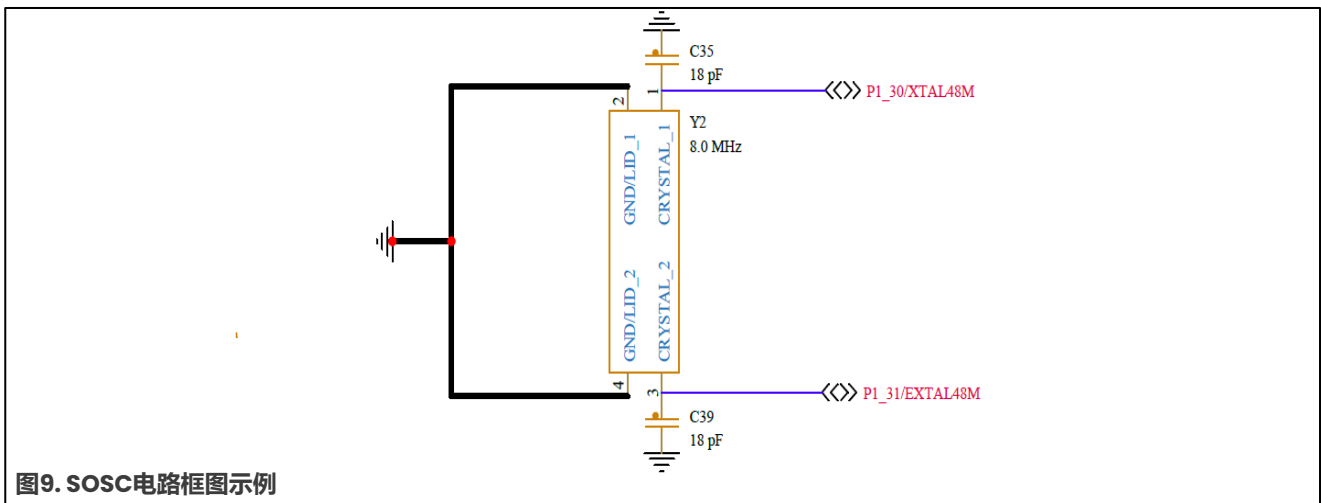 C35
18 pF
1
P1_30/XTAL48M
2
Y2
8.0 MHz
GND/LID_1
CRYSTAL_1
GND/LID_2
CRYSTAL_2
4
3
P1_31/EXTAL48M
C39
18 pF
图9. SOSC电路框图示例